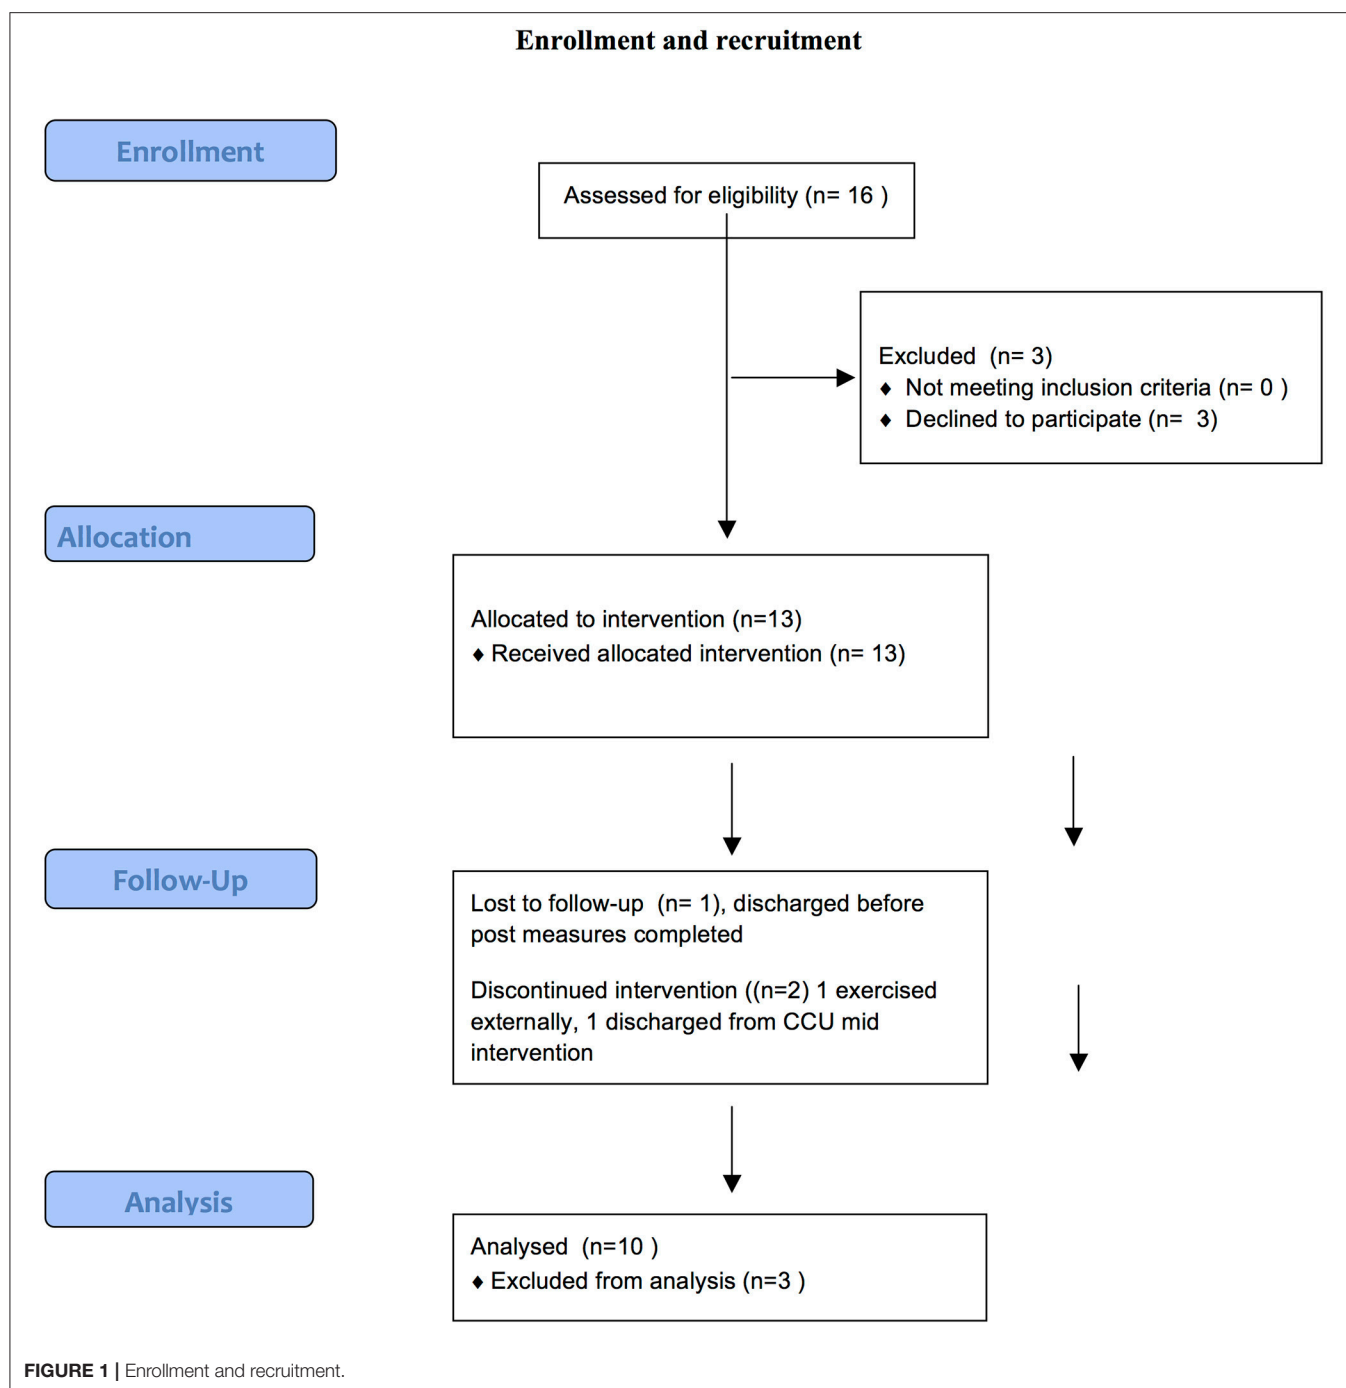 Enrollment and recruitment
Enrollment
Assessed for eligibility (n= 16 )
Excluded  (n= 3)
♦ Not meeting inclusion criteria (n= 0 )
♦ Declined to participate (n=  3)
Allocation
Allocated to intervention (n=13)
♦ Received allocated intervention (n= 13)
Follow-Up
Lost to follow-up  (n= 1), discharged before
post measures completed
Discontinued intervention ((n=2) 1 exercised
externally, 1 discharged from CCU mid
intervention
Analysis
Analysed  (n=10 )
♦ Excluded from analysis (n=3 )
FIGURE 1 | Enrollment and recruitment.